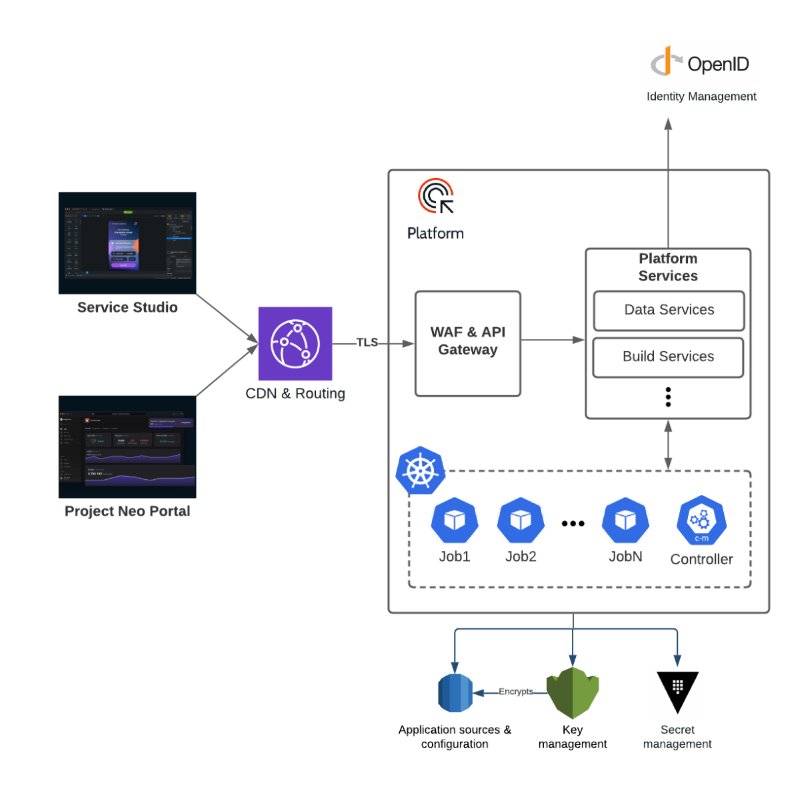 OpenID
Identity Management
Platform
Platform
Services
Data Services
Build Services
Service Studio
WAF & API
Gateway
TLS
CDN & Routing
Project Neo Portal
Job1
Job2
JobN
c-m
Controller
Encrypts
Application sources &
configuration
Key
management
Secret
management